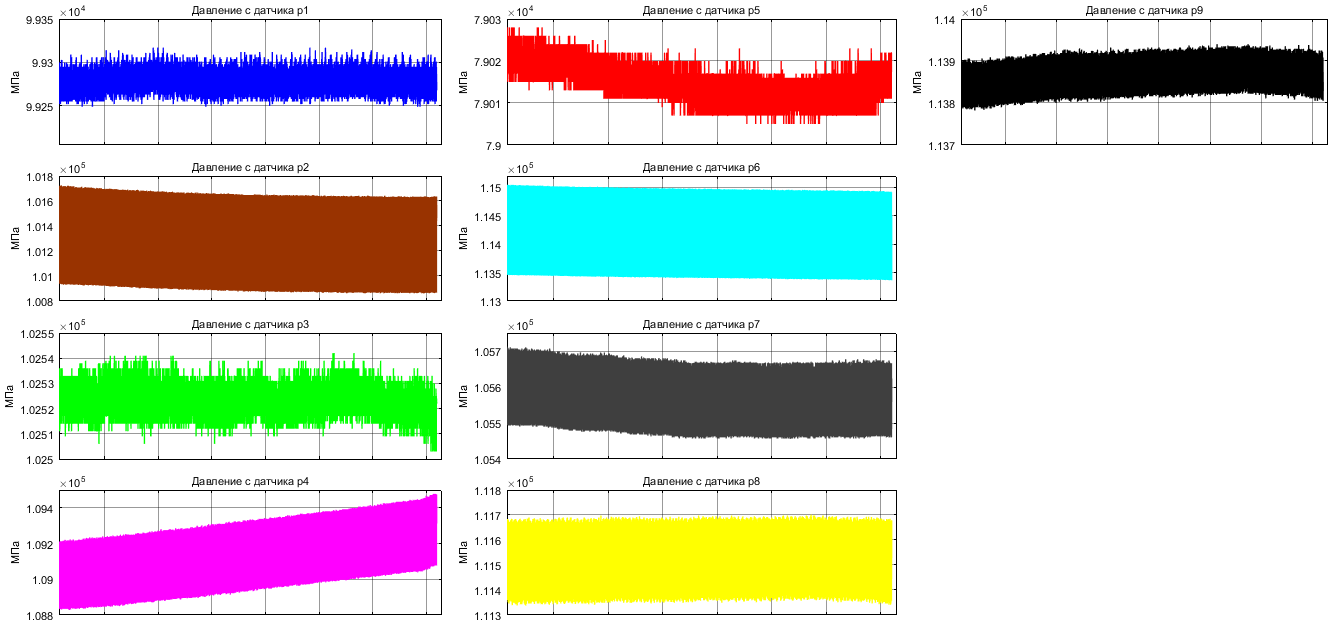 Давление с датчика p1
×10⁴
9.935
9.93
9.925
МПа
Давление с датчика p5
×10⁴
7.903
7.902
7.901
7.9
МПа
Давление с датчика p9
×10⁵
1.14
1.139
1.138
1.137
МПа
Давление с датчика p2
×10⁵
1.018
1.016
1.014
1.012
1.01
1.008
МПа
Давление с датчика p6
×10⁵
1.15
1.145
1.14
1.135
1.13
МПа
Давление с датчика p3
×10⁵
1.0255
1.0254
1.0253
1.0252
1.0251
1.025
МПа
Давление с датчика p7
×10⁵
1.057
1.056
1.055
1.054
МПа
Давление с датчика p4
×10⁵
1.094
1.092
1.09
1.088
МПа
Давление с датчика p8
×10⁵
1.118
1.117
1.116
1.115
1.114
1.113
МПа